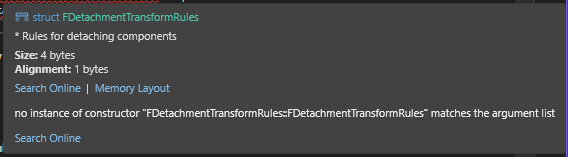 struct FDetachmentTransformRules
* Rules for detaching components
Size: 4 bytes
Alignment: 1 bytes
Search Online | Memory Layout
no instance of constructor "FDetachmentTransformRules::FDetachmentTransformRules" matches the argument list
Search Online